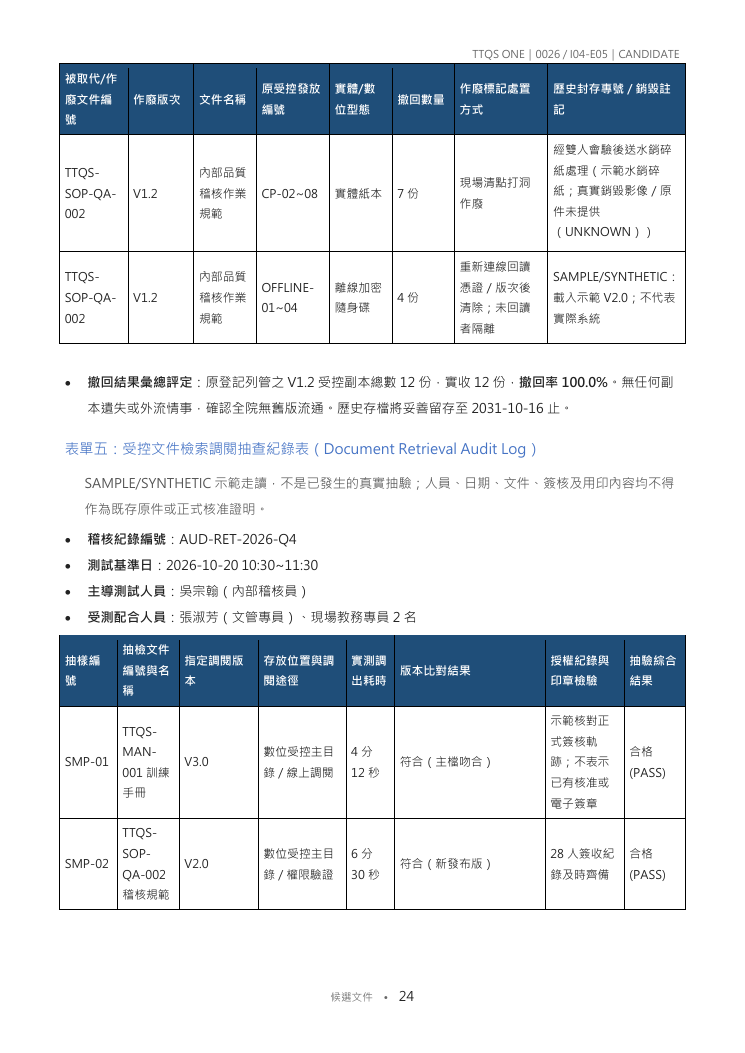 TTQS ONE | 0026 / I04-E05 | CANDIDATE
被取代/作
廢文件編
號
作廢版次
文件名稱
原受控發放
編號
實體/數
位型態
撤回數量
作廢標記處置
方式
歷史封存專號 / 銷毀註
記
TTQS-
SOP-QA-
002
V1.2
內部品質
稽核作業
規範
CP-02~08
實體紙本
7 份
現場清點打洞
作廢
經雙人會驗後送水銷碎
紙處理(示範水銷碎
紙;真實銷毀影像 / 原
件未提供
(UNKNOWN))
TTQS-
SOP-QA-
002
V1.2
內部品質
稽核作業
規範
OFFLINE-
01~04
離線加密
隨身碟
4 份
重新連線回讀
憑證 / 版次後
清除;未回讀
者隔離
SAMPLE/SYNTHETIC:
載入示範 V2.0;不代表
實際系統
• 撤回結果彙總評定:原登記列管之 V1.2 受控副本總數 12 份,實收 12 份,撤回率 100.0%。無任何副
本遺失或外流情事,確認全院無舊版流通。歷史存檔將妥善留存至 2031-10-16 止。
表單五:受控文件檢索調閱抽查紀錄表(Document Retrieval Audit Log)
SAMPLE/SYNTHETIC 示範走讀,不是已發生的真實抽驗;人員、日期、文件、簽核及用印內容均不得
作為既存原件或正式核准證明。
• 稽核紀錄編號:AUD-RET-2026-Q4
• 測試基準日:2026-10-20 10:30~11:30
• 主導測試人員:吳宗翰(內部稽核員)
• 受測配合人員:張淑芳(文管專員)、現場教務專員 2 名
抽樣編
號
抽檢文件
編號與名
稱
指定調閱版
本
存放位置與調
閱途徑
實測調
出耗時
版本比對結果
授權紀錄與
印章檢驗
抽驗綜合
結果
SMP-01
TTQS-
MAN-
001 訓練
手冊
V3.0
數位受控主目
錄 / 線上調閱
4 分
12 秒
符合(主檔吻合)
示範核對正
式簽核軌
跡;不表示
已有核准或
電子簽章
合格
(PASS)
SMP-02
TTQS-
SOP-
QA-002
稽核規範
V2.0
數位受控主目
錄 / 權限驗證
6 分
30 秒
符合(新發布版)
28 人簽收紀
錄及時齊備
合格
(PASS)
候選文件 • 24